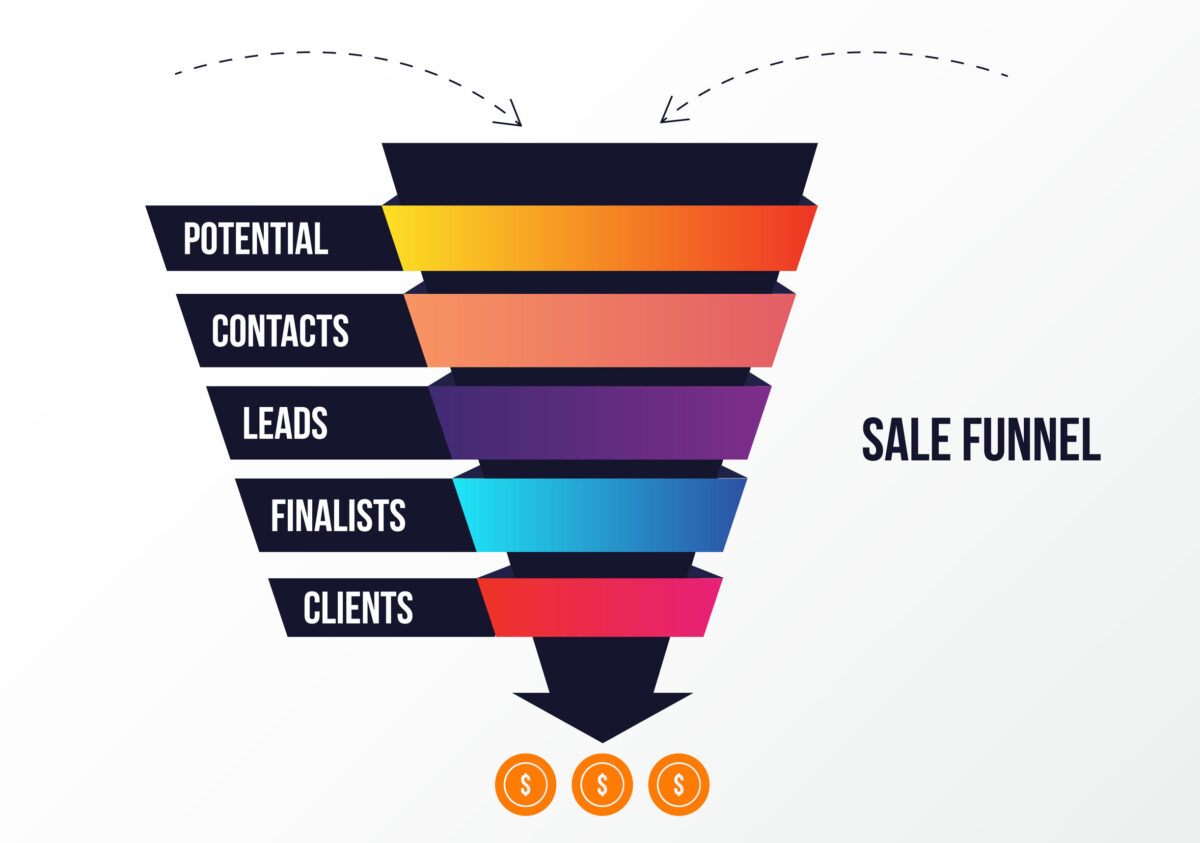 POTENTIAL
CONTACTS
LEADS
SALE FUNNEL
FINALISTS
CLIENTS
$ $ $